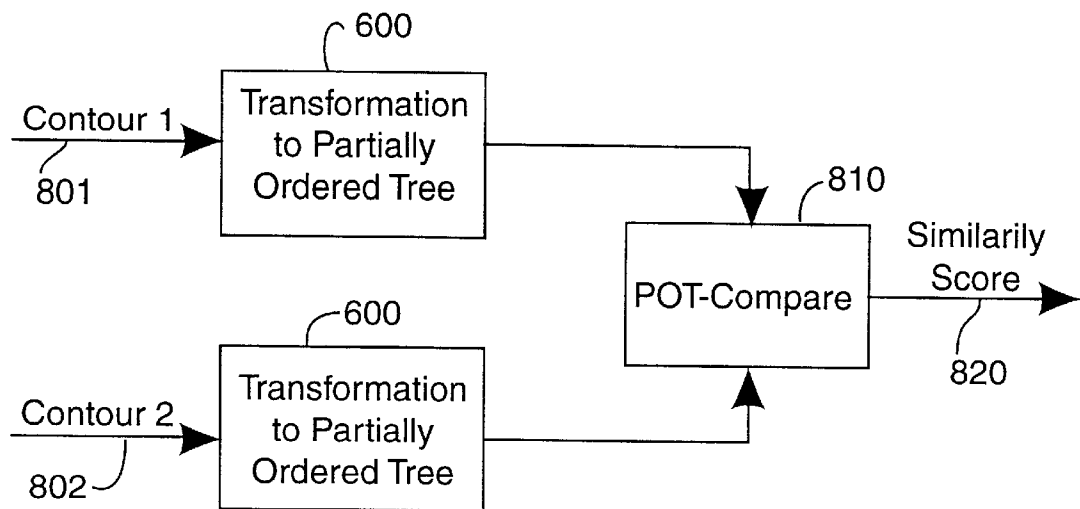 600
Contour 1
801
Transformation
to Partially
Ordered Tree
810
POT-Compare
Similarily
Score
820
600
Contour 2
802
Transformation
to Partially
Ordered Tree